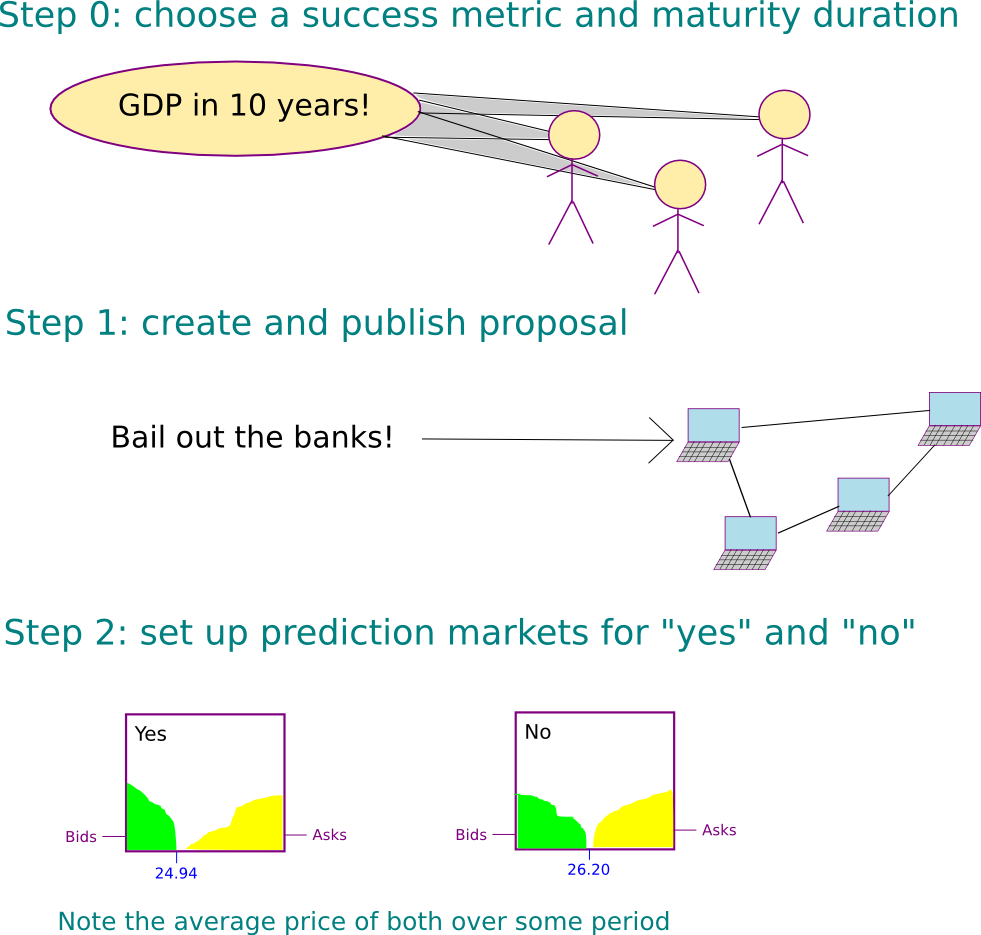 Step 0: choose a success metric and maturity duration
GDP in 10 years!
Step 1: create and publish proposal
Bail out the banks!
Step 2: set up prediction markets for "yes" and "no"
Yes
No
Bids
Asks
Bids
Asks
24.94
26.20
Note the average price of both over some period